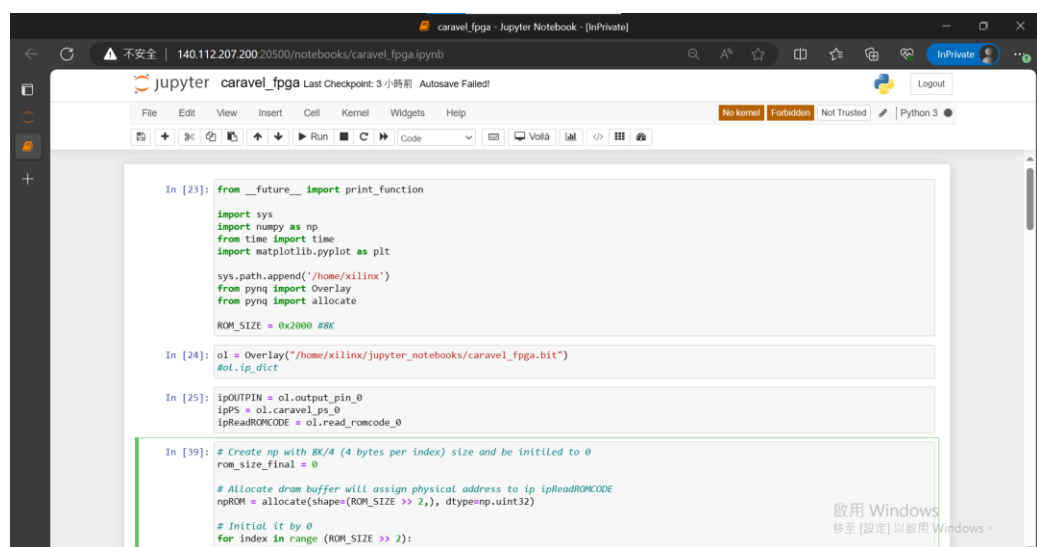 caravel_fpga - Jupyter Notebook - [InPrivate]
不安全 | 140.112.207.200:20500/notebooks/caravel_fpga.ipynb
InPrivate
jupyter caravel_fpga Last Checkpoint: 3 小時前 Autosave Failed!
Logout
File Edit View Insert Cell Kernel Widgets Help
No kernel Forbidden Not Trusted Python 3
Run Code Voilà
In [23]: from __future__ import print_function
import sys
import numpy as np
from time import time
import matplotlib.pyplot as plt
sys.path.append('/home/xilinx')
from pynq import Overlay
from pynq import allocate
ROM_SIZE = 0x2000 #8K
In [24]: ol = Overlay("/home/xilinx/jupyter_notebooks/caravel_fpga.bit")
#ol.ip_dict
In [25]: ipOUTPIN = ol.output_pin_0
ipPS = ol.caravel_ps_0
ipReadROMCODE = ol.read_romcode_0
In [39]: # Create np with 8K/4 (4 bytes per index) size and be initiled to 0
rom_size_final = 0
# Allocate dram buffer will assign physical address to ip ipReadROMCODE
npROM = allocate(shape=(ROM_SIZE >> 2,), dtype=np.uint32)
# Initial it by 0
for index in range (ROM_SIZE >> 2):
啟用 Windows
移至 [設定] 以啟用 Windows。